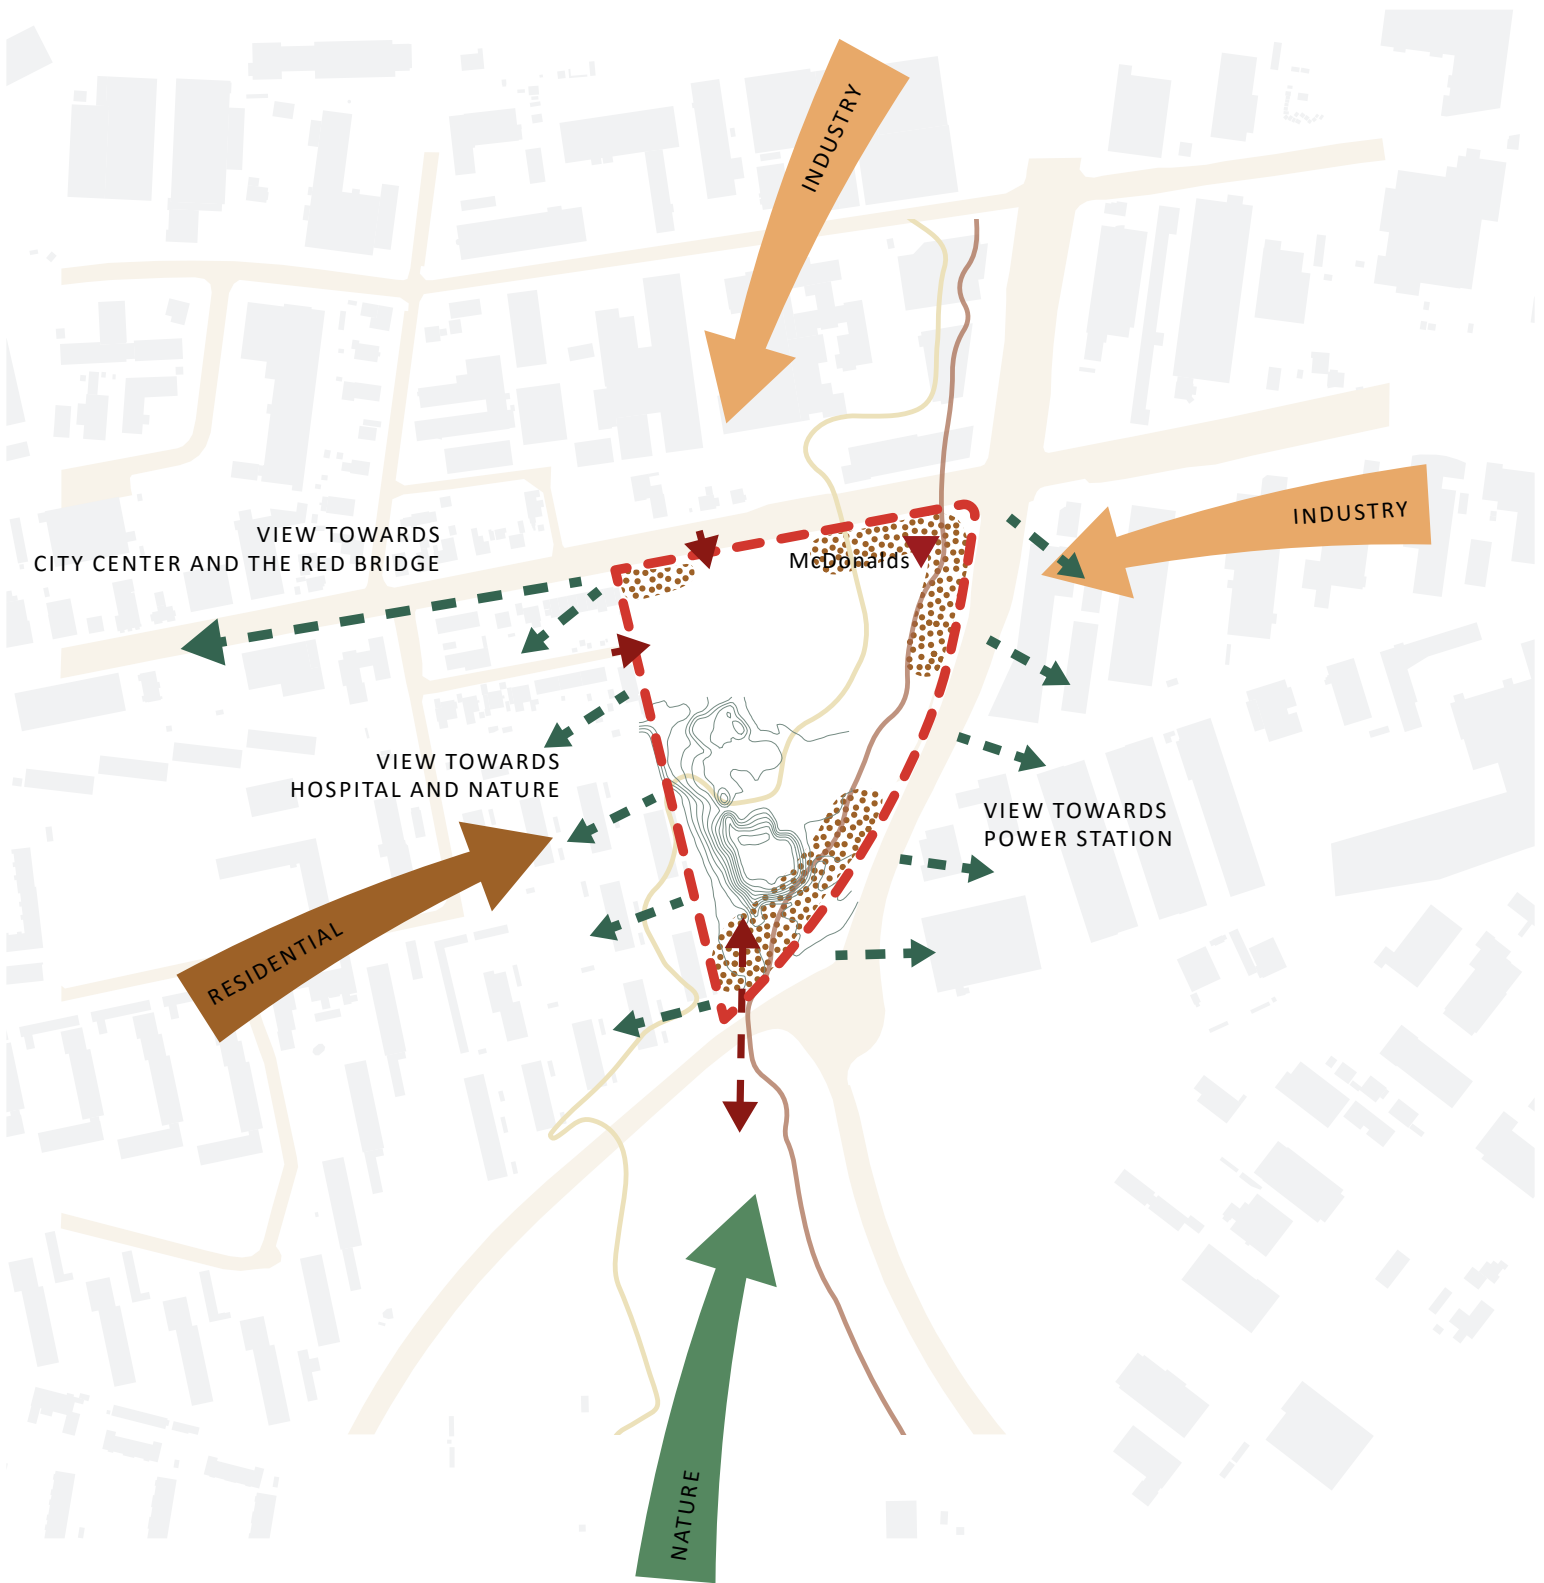 INDUSTRY
INDUSTRY
VIEW TOWARDS
CITY CENTER AND THE RED BRIDGE
McDonalds
VIEW TOWARDS
HOSPITAL AND NATURE
VIEW TOWARDS
POWER STATION
RESIDENTIAL
NATURE